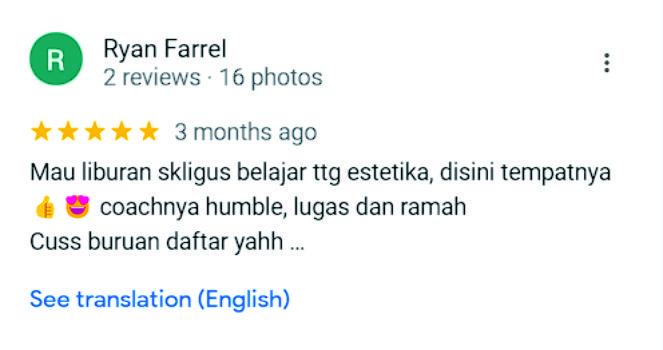 R
Ryan Farrel
2 reviews · 16 photos
3 months ago
Mau liburan skligus belajar ttg estetika, disini tempatnya
👍 😍 coachnya humble, lugas dan ramah
Cuss buruan daftar yahh ...
See translation (English)